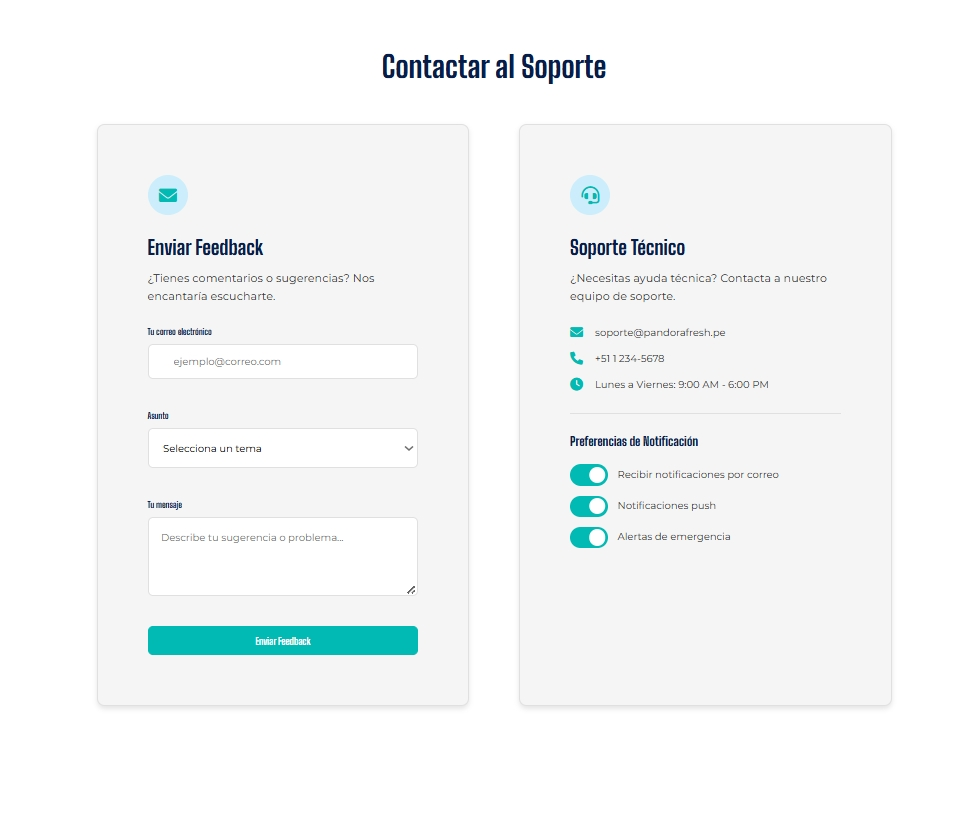 Contactar al Soporte
Enviar Feedback
¿Tienes comentarios o sugerencias? Nos
encantaría escucharte.
Tu correo electrónico
ejemplo@correo.com
Asunto
Selecciona un tema
Tu mensaje
Describe tu sugerencia o problema...
Enviar Feedback
Soporte Técnico
¿Necesitas ayuda técnica? Contacta a nuestro
equipo de soporte.
soporte@pandorafresh.pe
+51 1 234-5678
Lunes a Viernes: 9:00 AM - 6:00 PM
Preferencias de Notificación
Recibir notificaciones por correo
Notificaciones push
Alertas de emergencia